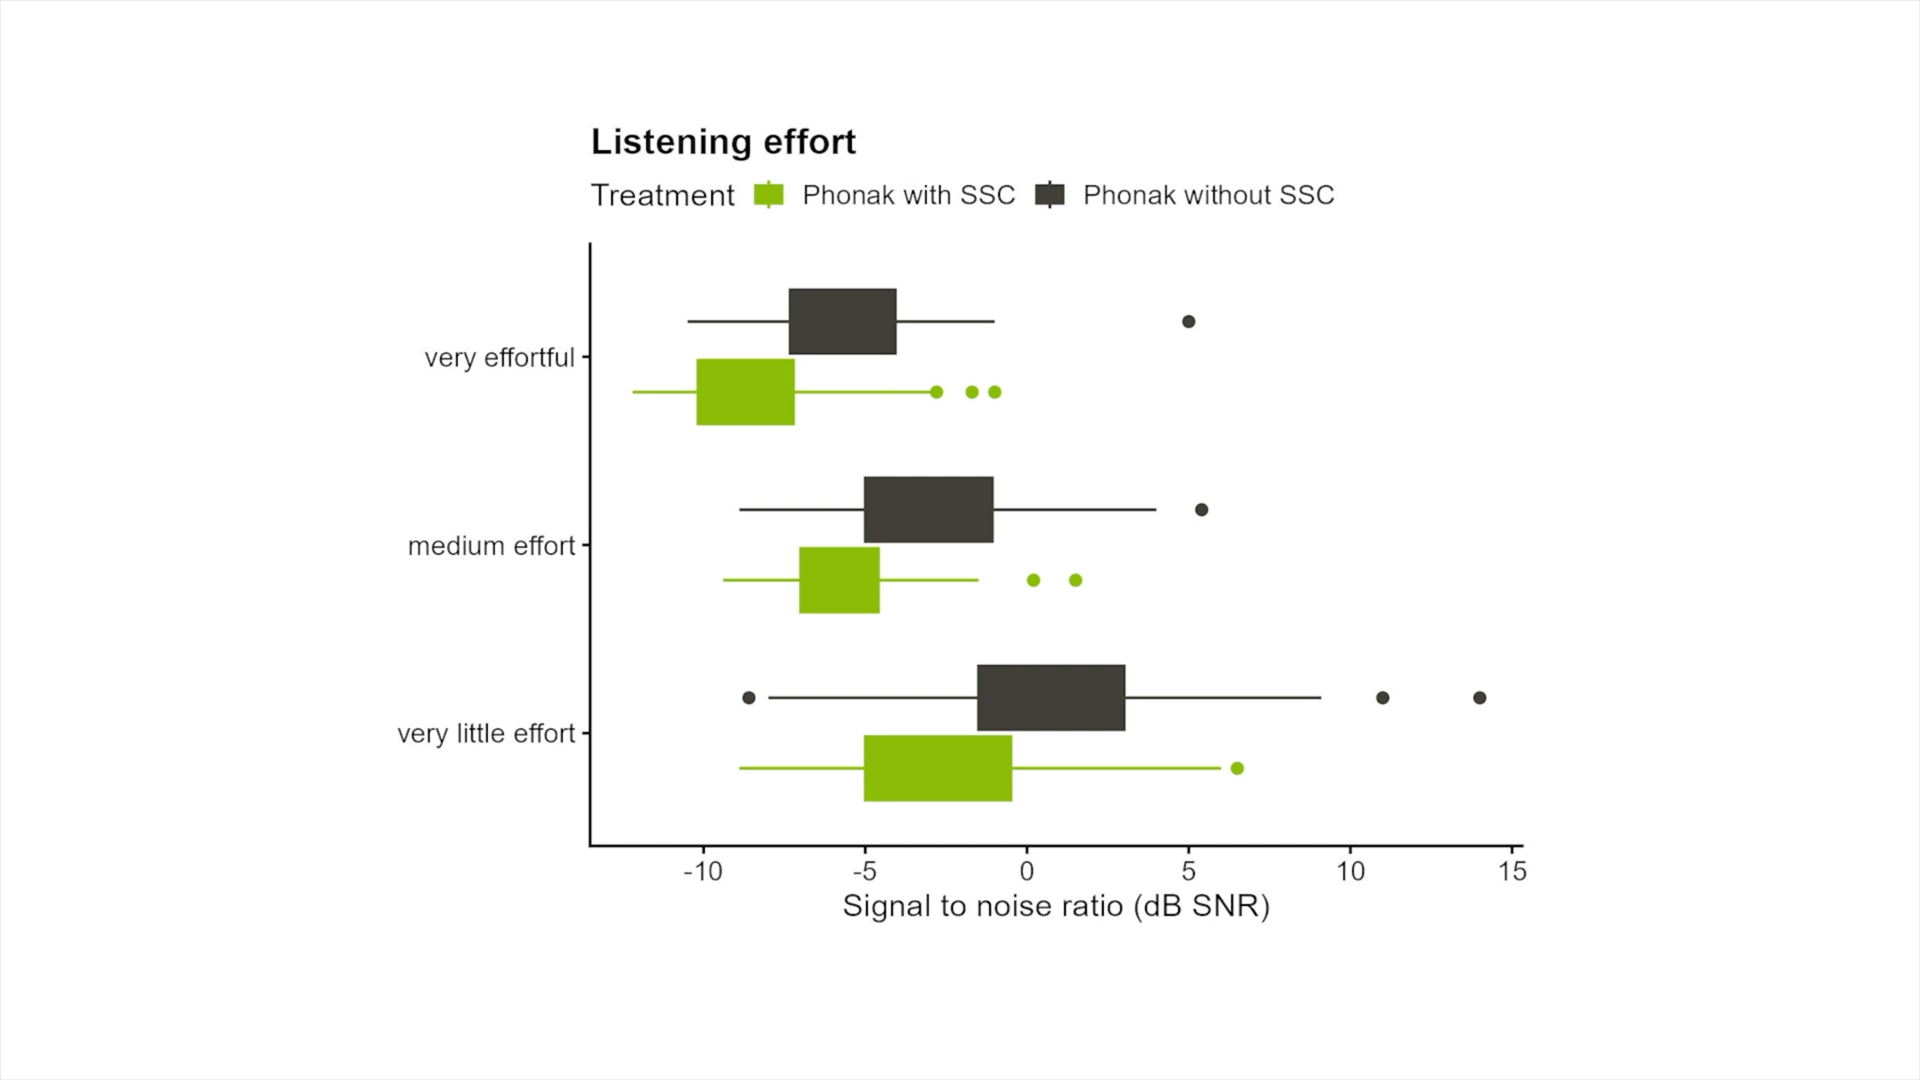 Listening effort
Treatment Phonak with SSC Phonak without SSC
very effortful
medium effort
very little effort
-10 -5 0 5 10 15
Signal to noise ratio (dB SNR)